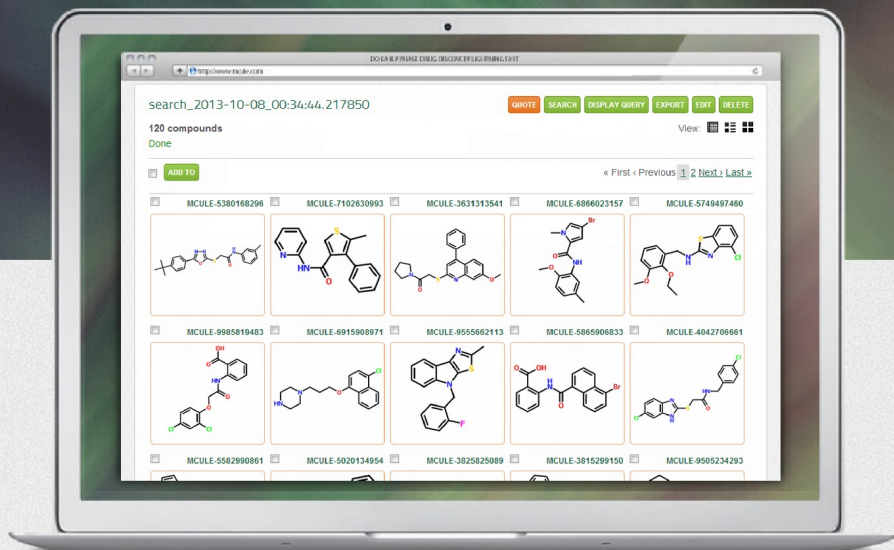 DO EARLY PHASE DRUG DISCOVERY LIGHTNING FAST
http://www.mcule.com
search_2013-10-08_00:34:44.217850
QUOTE SEARCH DISPLAY QUERY EXPORT EDIT DELETE
120 compounds
View:
Done
ADD TO
« First ‹ Previous 1 2 Next › Last »
MCULE-5380168296 MCULE-7102630993 MCULE-3631313541 MCULE-6866023157 MCULE-5749497460
MCULE-9985819483 MCULE-6915908971 MCULE-9555662113 MCULE-5865906833 MCULE-4042706661
MCULE-5582990861 MCULE-5020134954 MCULE-3825825089 MCULE-3815299150 MCULE-9505234293